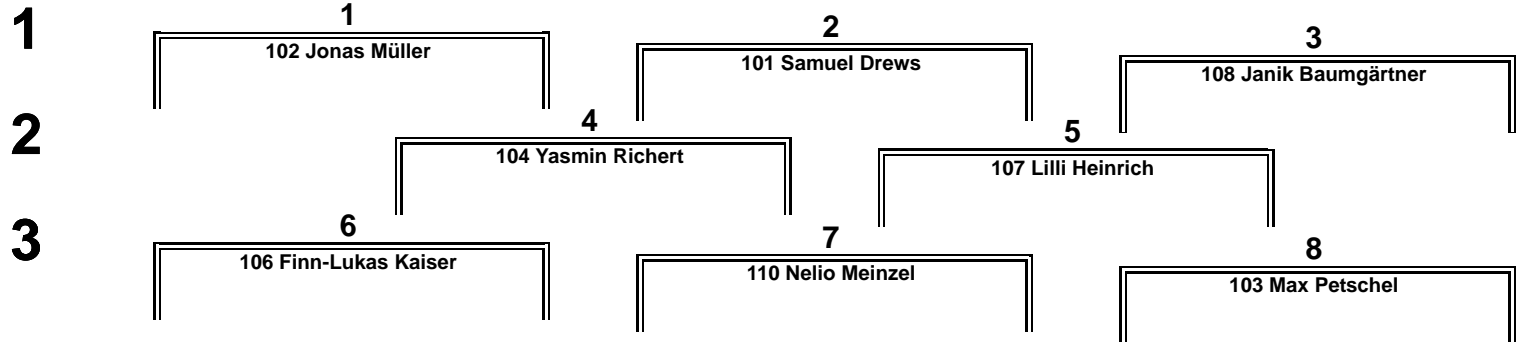 1
1
102 Jonas Müller
2
101 Samuel Drews
3
108 Janik Baumgärtner
2
4
104 Yasmin Richert
5
107 Lilli Heinrich
3
6
106 Finn-Lukas Kaiser
7
110 Nelio Meinzel
8
103 Max Petschel